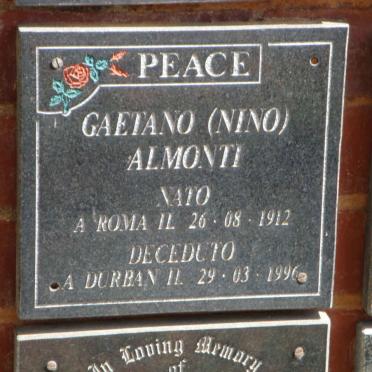 PEACE
GAETANO (NINO)
ALMONTI
NATO
A ROMA IL 26 · 08 · 1912
DECEDUTO
A DURBAN IL 29 · 03 · 1996
In Loving Memory
of